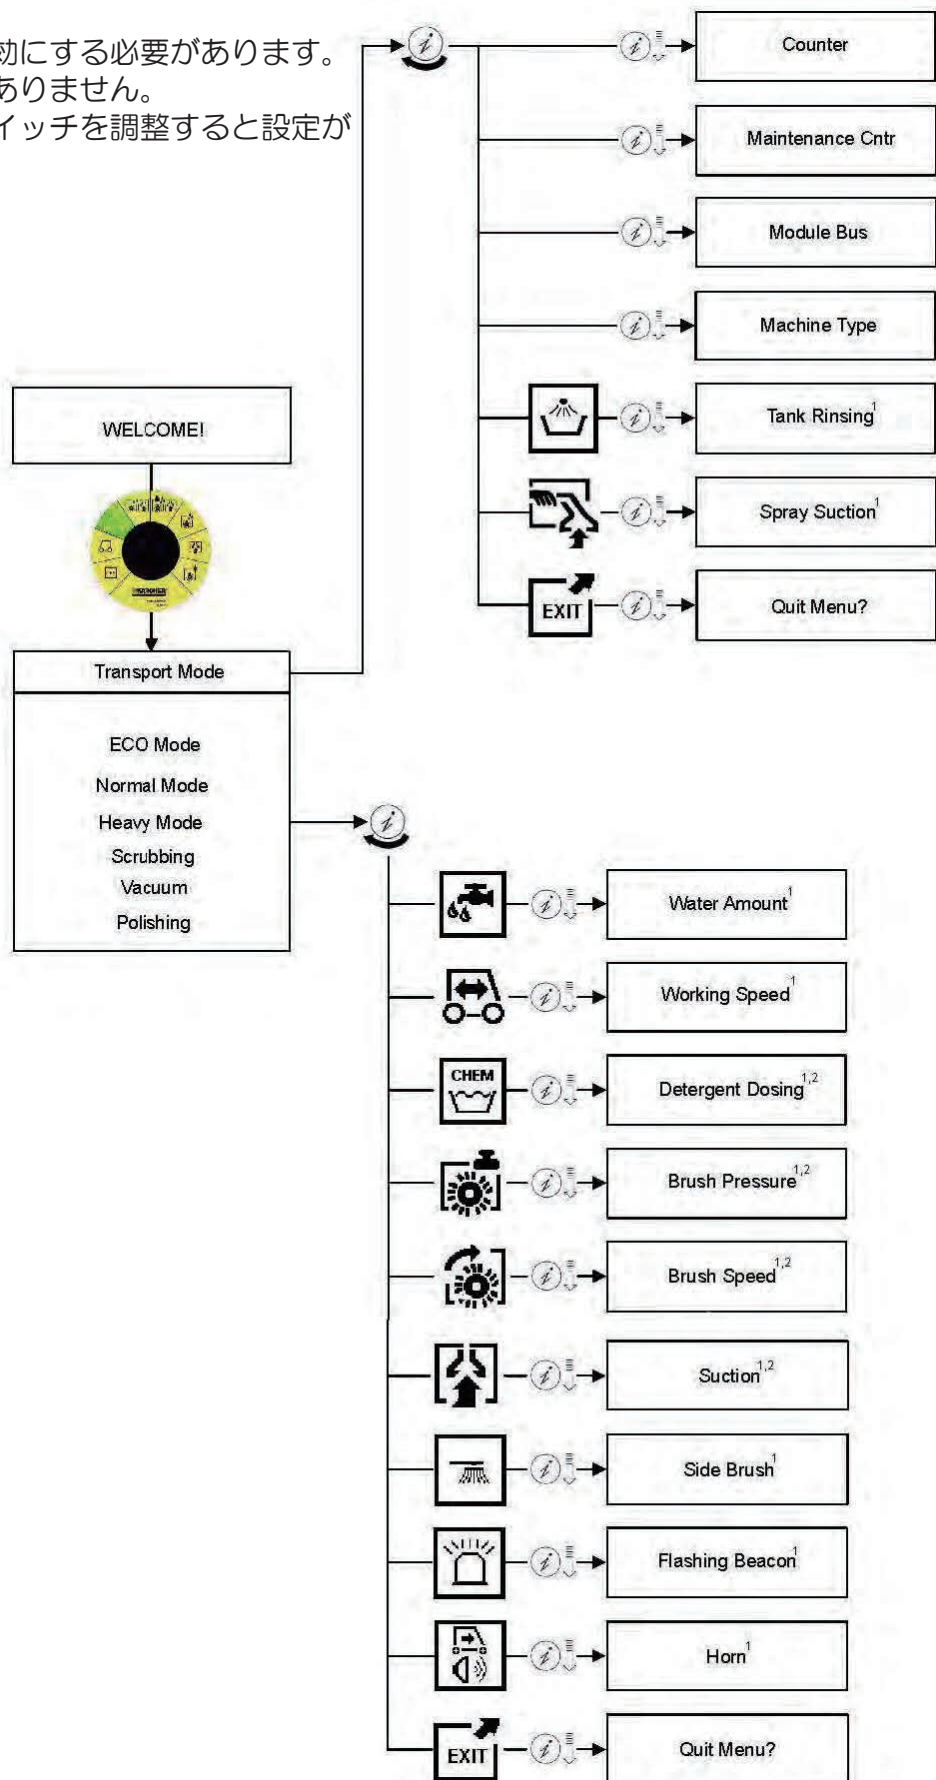 効にする必要があります。
ありません。
イッチを調整すると設定が
Counter
Maintenance Cntr
Module Bus
Machine Type
Tank Rinsing¹
Spray Suction¹
EXIT
Quit Menu?
WELCOME!
Transport Mode
ECO Mode
Normal Mode
Heavy Mode
Scrubbing
Vacuum
Polishing
Water Amount¹
Working Speed¹
CHEM
Detergent Dosing¹,²
Brush Pressure¹,²
Brush Speed¹,²
Suction¹,²
Side Brush¹
Flashing Beacon¹
Horn¹
EXIT
Quit Menu?